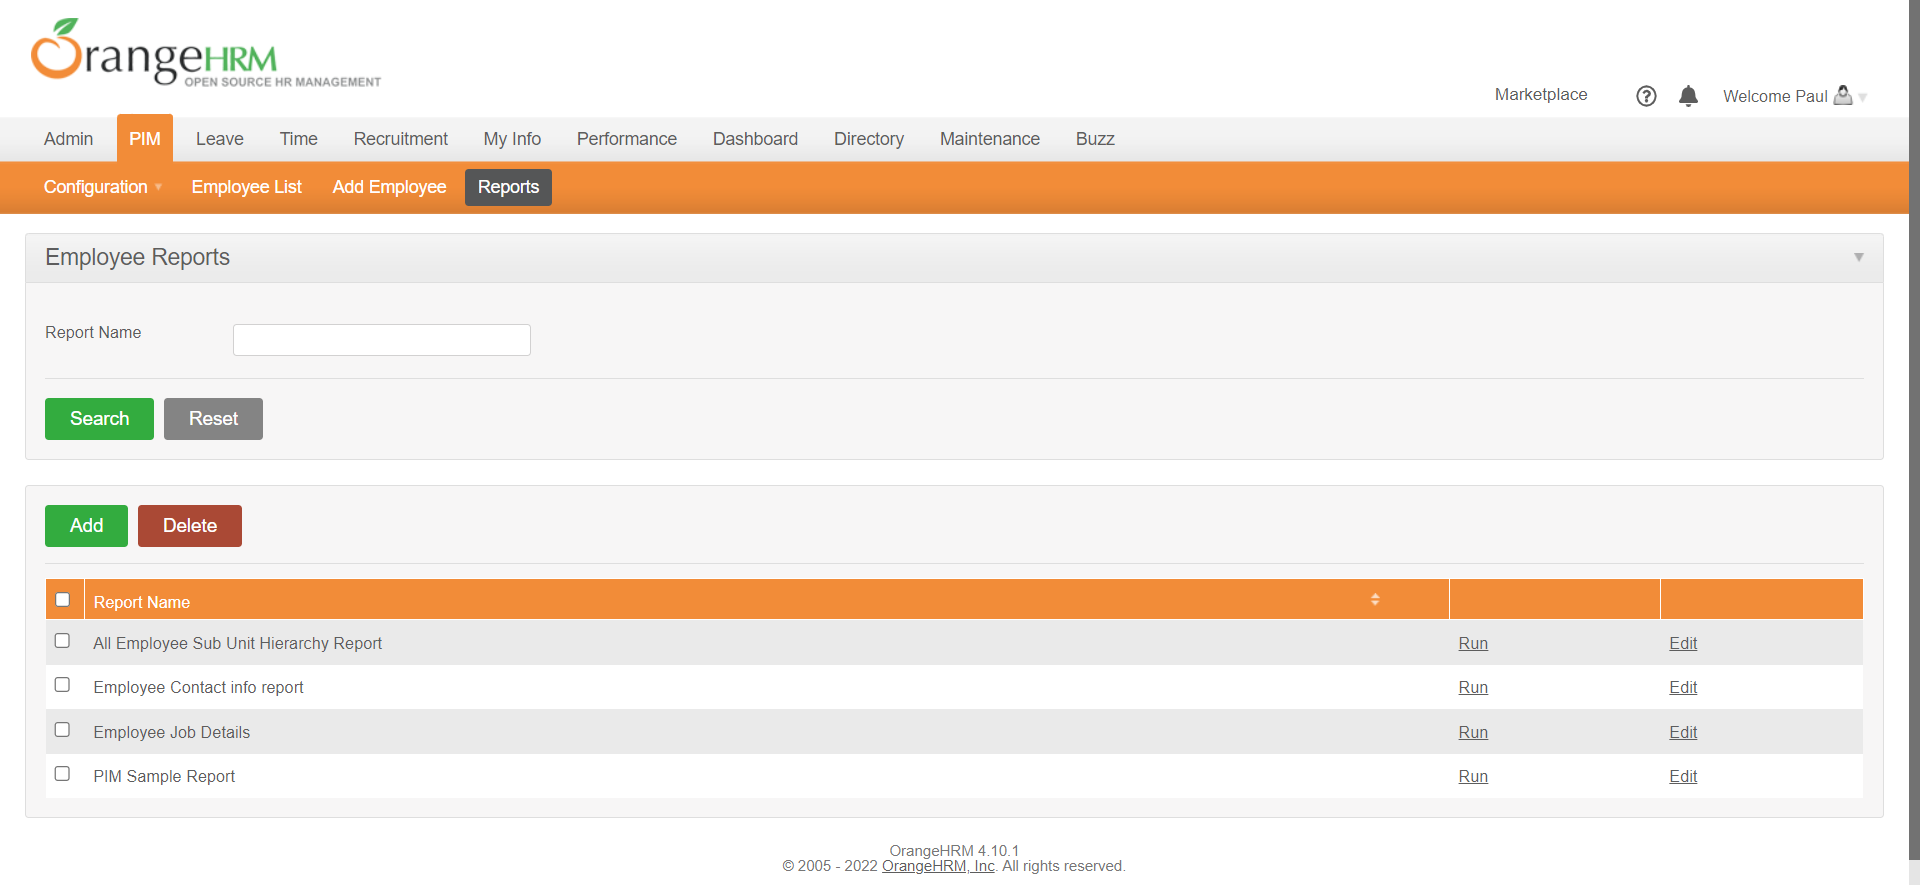 OrangeHRM
OPEN SOURCE HR MANAGEMENT
Marketplace Welcome Paul
Admin PIM Leave Time Recruitment My Info Performance Dashboard Directory Maintenance Buzz
Configuration Employee List Add Employee Reports
Employee Reports
Report Name
Search Reset
Add Delete
Report Name
All Employee Sub Unit Hierarchy Report Run Edit
Employee Contact info report Run Edit
Employee Job Details Run Edit
PIM Sample Report Run Edit
OrangeHRM 4.10.1
© 2005 - 2022 OrangeHRM, Inc. All rights reserved.